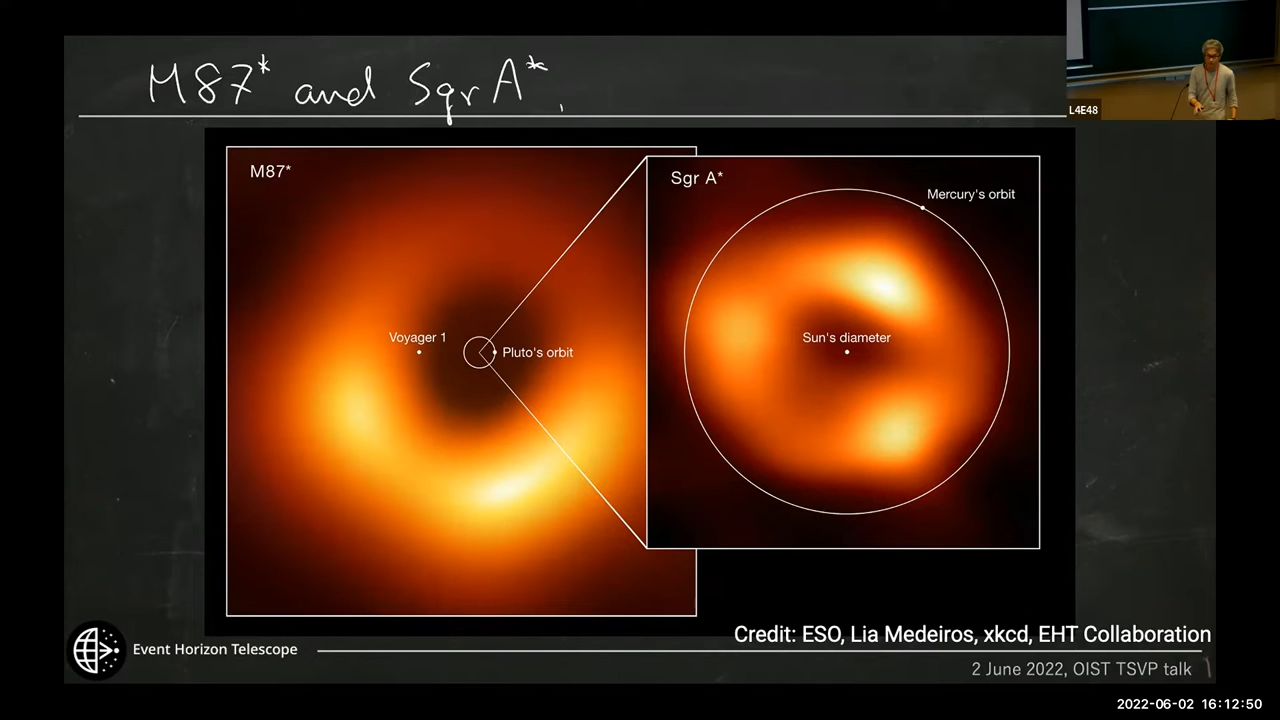 M87* and SgrA*.
L4E48
M87*
Sgr A*
Mercury's orbit
Voyager 1
Pluto's orbit
Sun's diameter
Credit: ESO, Lia Medeiros, xkcd, EHT Collaboration
Event Horizon Telescope
2 June 2022, OIST TSVP talk
2022-06-02 16:12:50